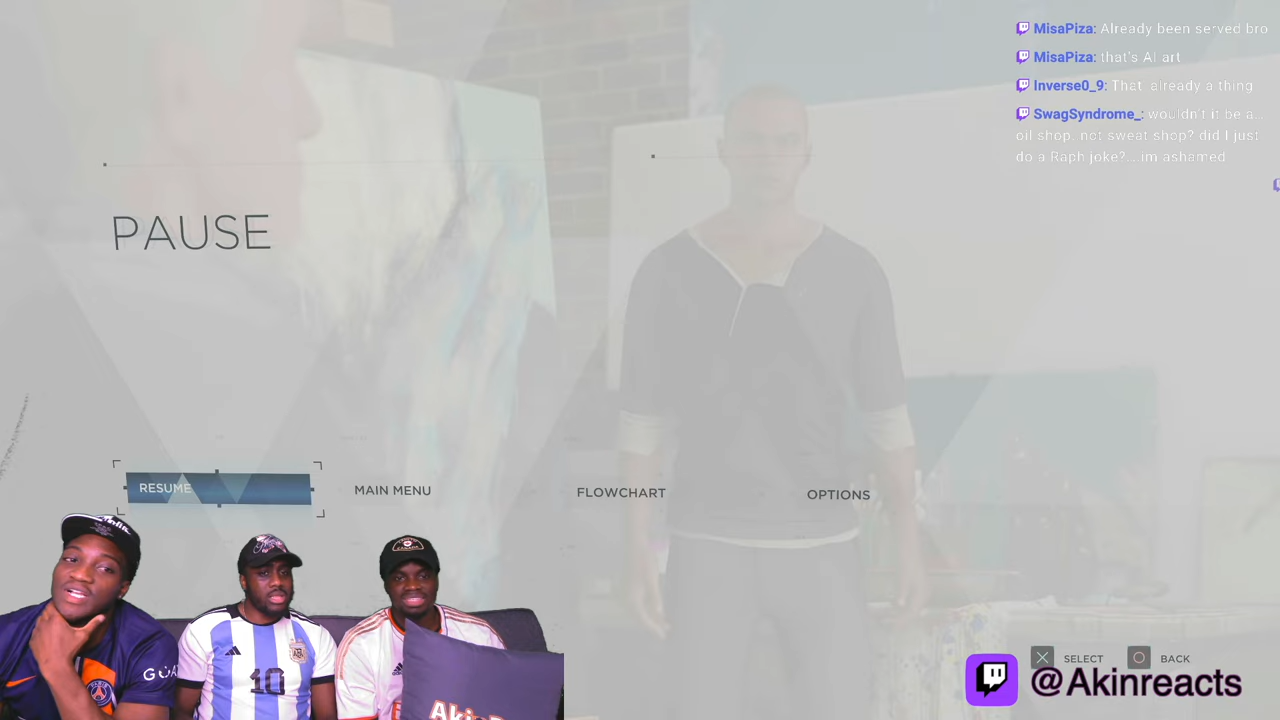 MisaPiza: Already been served bro
MisaPiza: that's AI art
Inverse0_9: That already a thing
SwagSyndrome_: wouldn't it be a...
oil shop, not sweat shop? did I just
do a Raph joke?....im ashamed
PAUSE
RESUME
MAIN MENU
FLOWCHART
OPTIONS
10
SELECT
BACK
@Akinreacts